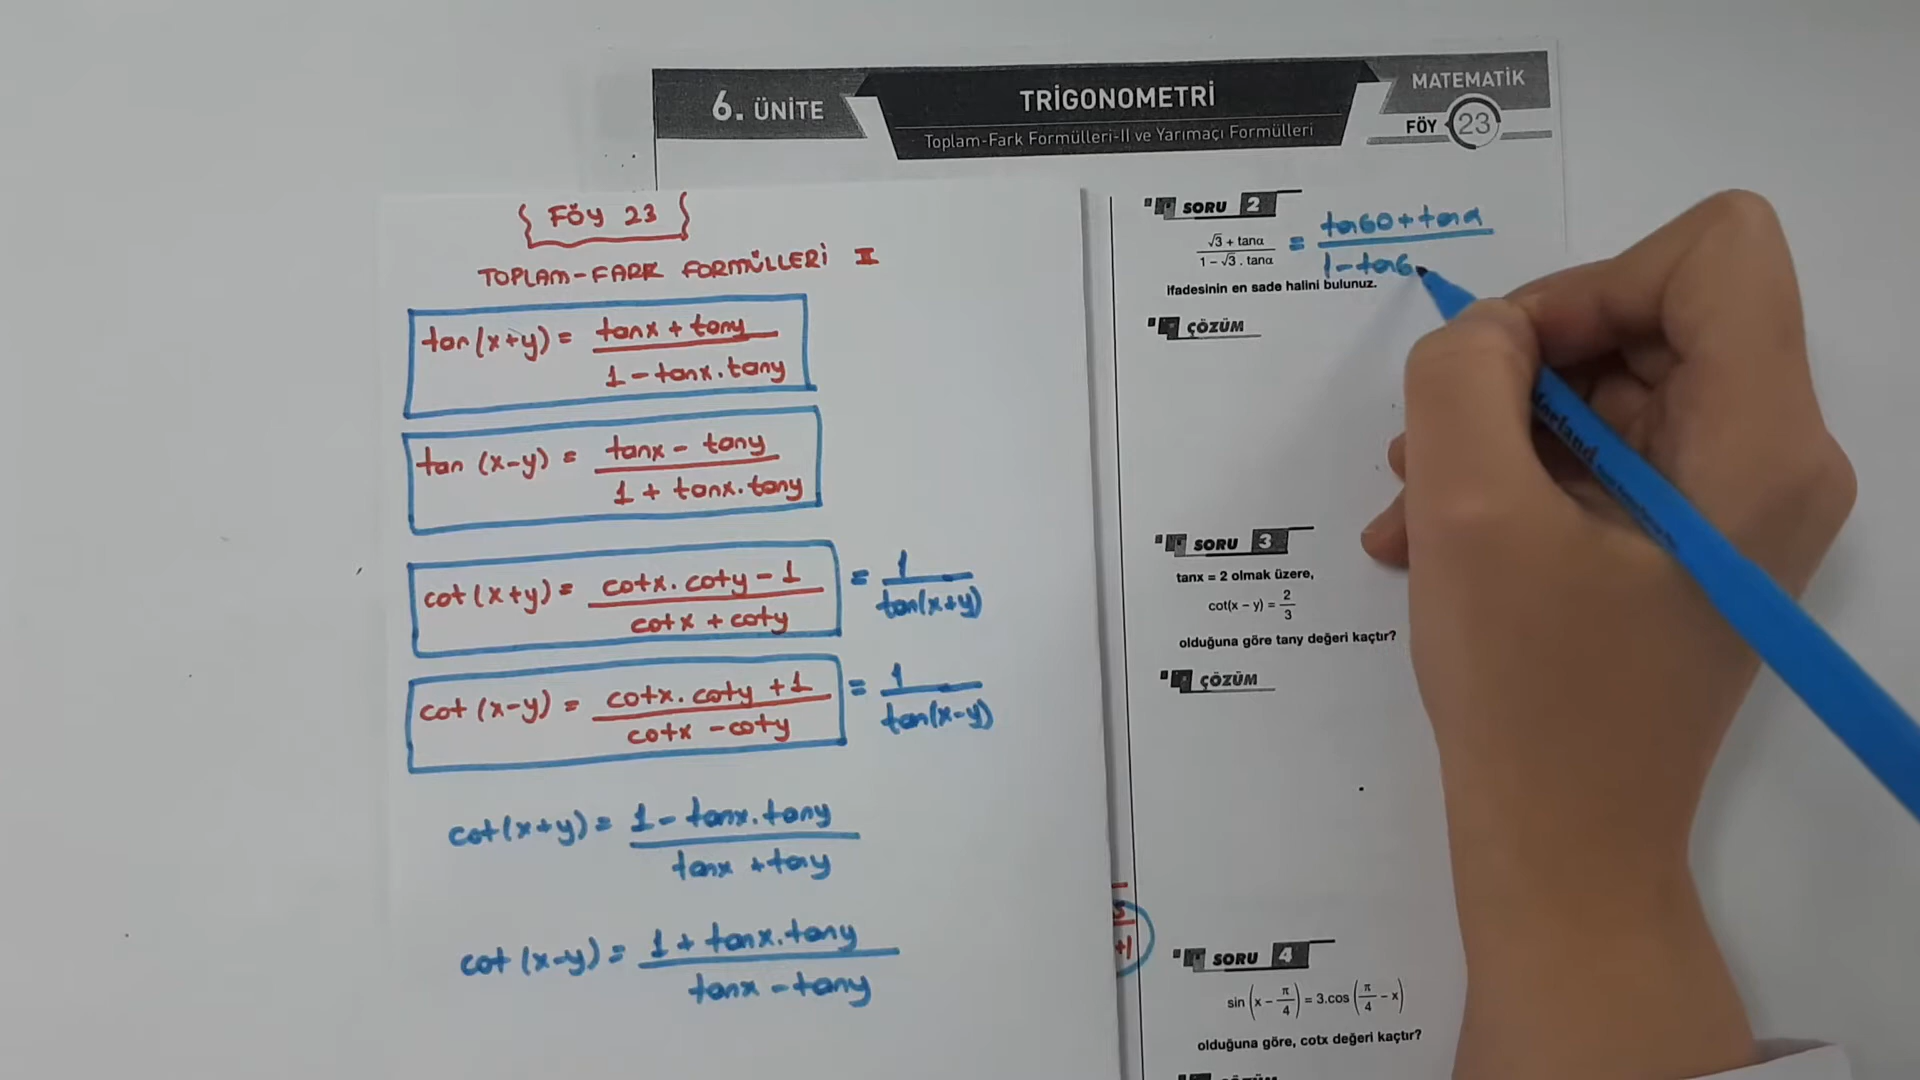 6. ÜNİTE
TRİGONOMETRİ
Toplam-Fark Formülleri-II ve Yarımaçı Formülleri
MATEMATİK
FÖY 23
Föy 23
TOPLAM-FARK FORMÜLLERİ II
tan(x+y) = tanx + tany / 1 - tanx.tany
tan (x-y) = tanx - tany / 1 + tanx.tany
cot (x+y) = cotx.coty - 1 / cotx + coty = 1 / tan(x+y)
cot (x-y) = cotx.coty + 1 / cotx - coty = 1 / tan(x-y)
cot(x+y) = 1 - tanx.tany / tanx + tay
cot (x-y) = 1 + tanx.tany / tanx - tany
SORU 2
√3 + tanα / 1 - √3 . tanα = tan60 + tanα / 1 - tan6
ifadesinin en sade halini bulunuz.
ÇÖZÜM
SORU 3
tanx = 2 olmak üzere,
cot(x - y) = 2/3
olduğuna göre tany değeri kaçtır?
ÇÖZÜM
5
+1
SORU 4
sin (x - π/4) = 3.cos (π/4 - x)
olduğuna göre, cotx değeri kaçtır?